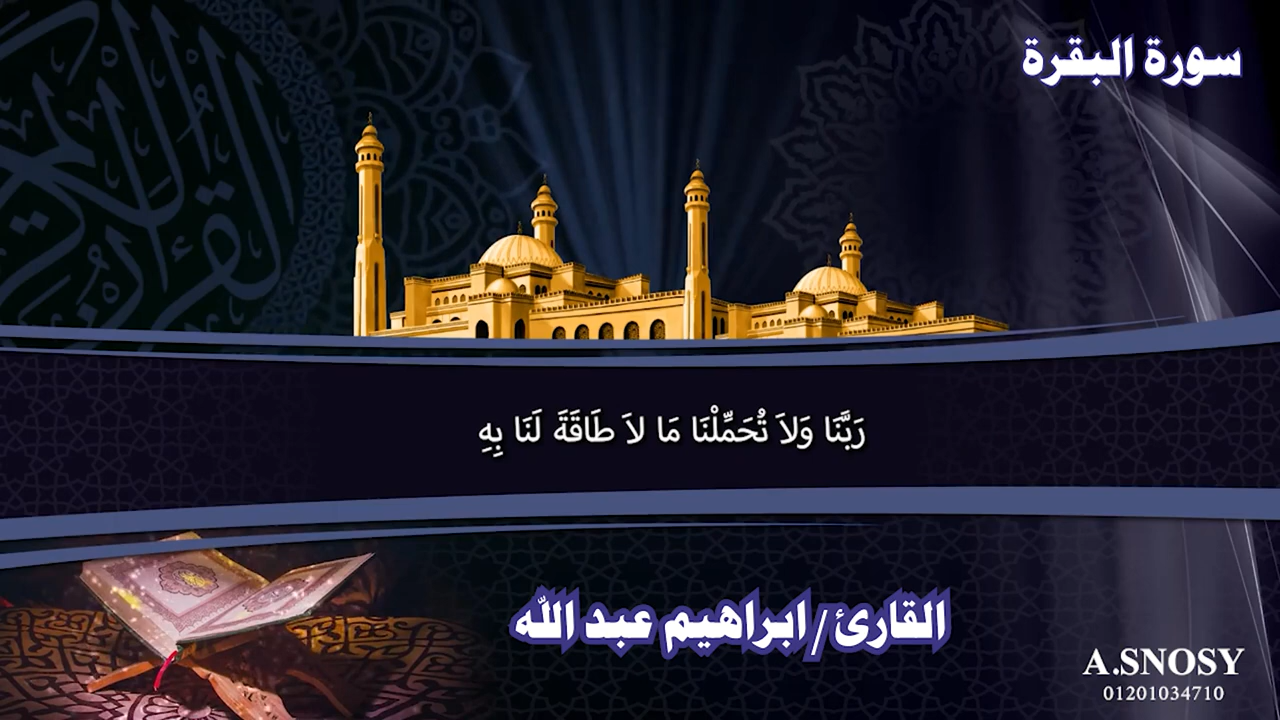 سورة البقرة
رَبَّنَا وَلاَ تُحَمِّلْنَا مَا لاَ طَاقَةَ لَنَا بِهِ
القارئ/ابراهيم عبد الله
A.SNOSY
01201034710